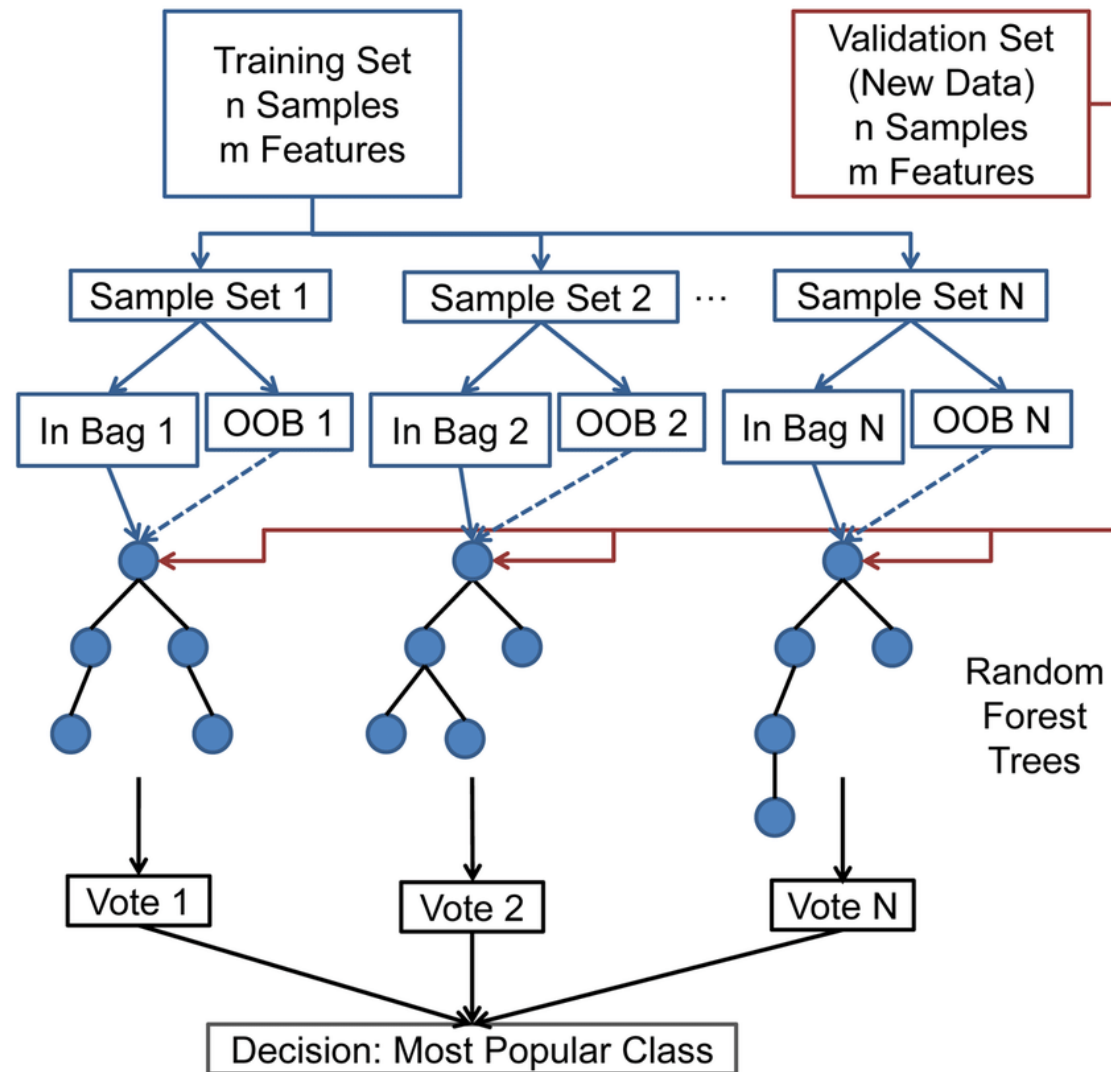 Training Set
n Samples
m Features
Validation Set
(New Data)
n Samples
m Features
Sample Set 1
Sample Set 2
...
Sample Set N
In Bag 1
OOB 1
In Bag 2
OOB 2
In Bag N
OOB N
Random
Forest
Trees
Vote 1
Vote 2
Vote N
Decision: Most Popular Class